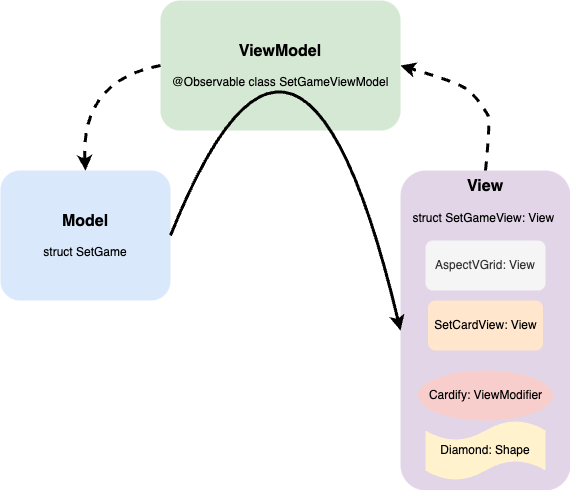 ViewModel
@Observable class SetGameViewModel
Model
struct SetGame
View
struct SetGameView: View
AspectVGrid: View
SetCardView: View
Cardify: ViewModifier
Diamond: Shape